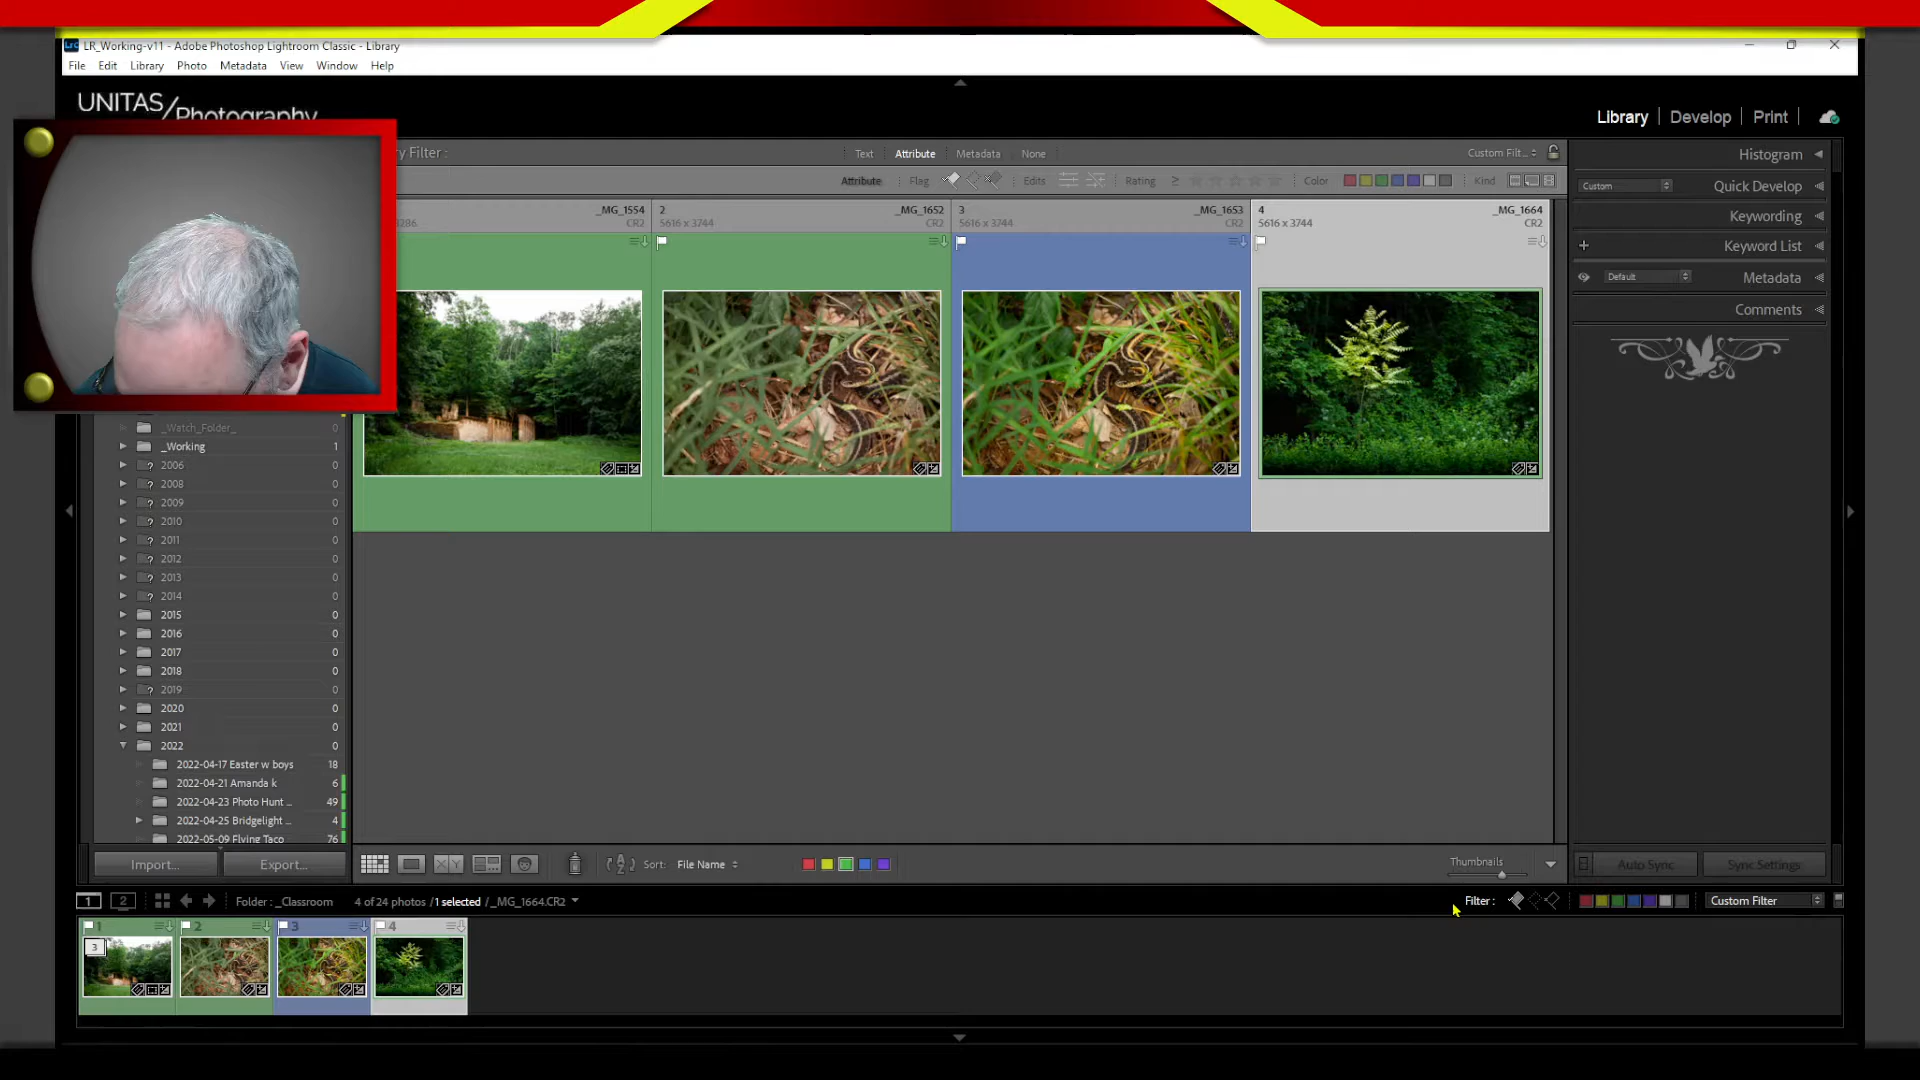 LR_Working-v11 - Adobe Photoshop Lightroom Classic - Library
File Edit Library Photo Metadata View Window Help
UNITAS/Photography
Library | Develop | Print
Filter : Text Attribute Metadata None Custom Filt...
Attribute Flag Edits Rating ≥ Color Kind
Histogram
Custom Quick Develop
Keywording
+ Keyword List
Default Metadata
Comments
_MG_1554
CR2
2 _MG_1652
5616 x 3744 CR2
3 _MG_1653
5616 x 3744 CR2
4 _MG_1664
5616 x 3744 CR2
_Watch_Folder_ 0
_Working 1
2006 0
2008 0
2009 0
2010 0
2011 0
2012 0
2013 0
2014 0
2015 0
2016 0
2017 0
2018 0
2019 0
2020 0
2021 0
2022 0
2022-04-17 Easter w boys 18
2022-04-21 Amanda k 6
2022-04-23 Photo Hunt ... 49
2022-04-25 Bridgelight ... 4
2022-05-09 Flying Taco 76
Import... Export...
Sort: File Name
Thumbnails
Auto Sync Sync Settings
1 2 Folder : _Classroom 4 of 24 photos / 1 selected / _MG_1664.CR2
Filter : Custom Filter
1 2 3 4
3